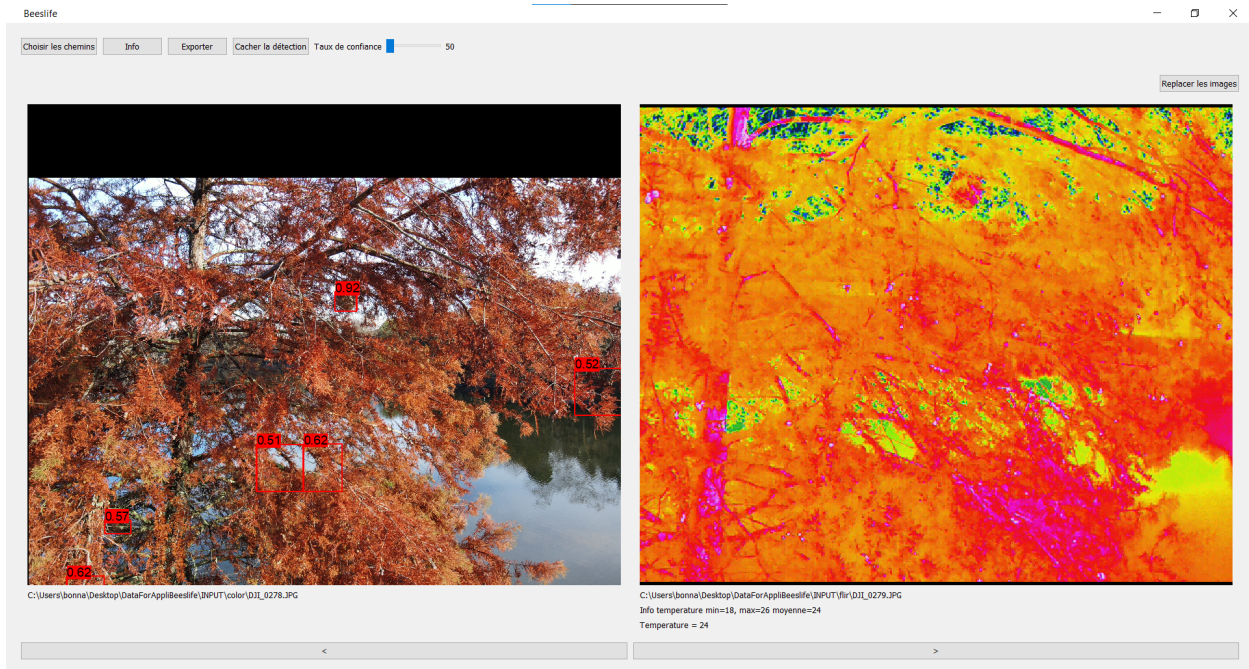 Beeslife
Choisir les chemins Info Exporter Cacher la détection Taux de confiance 50
Replacer les images
0.92
0.52
0.51 0.62
0.57
0.62
C:\Users\bonna\Desktop\DataForAppliBeeslife\INPUT\color\DJI_0278.JPG
C:\Users\bonna\Desktop\DataForAppliBeeslife\INPUT\flir\DJI_0279.JPG
Info temperature min=18, max=26 moyenne=24
Temperature = 24
< >